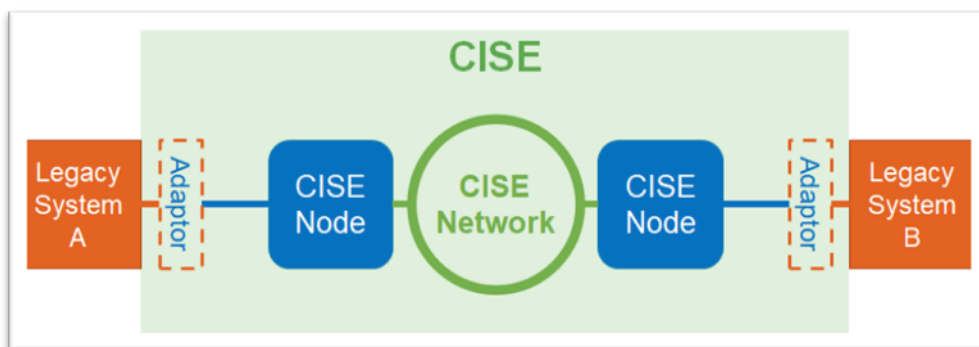 CISE
Legacy
System
A
Adaptor
CISE
Node
CISE
Network
CISE
Node
Adaptor
Legacy
System
B